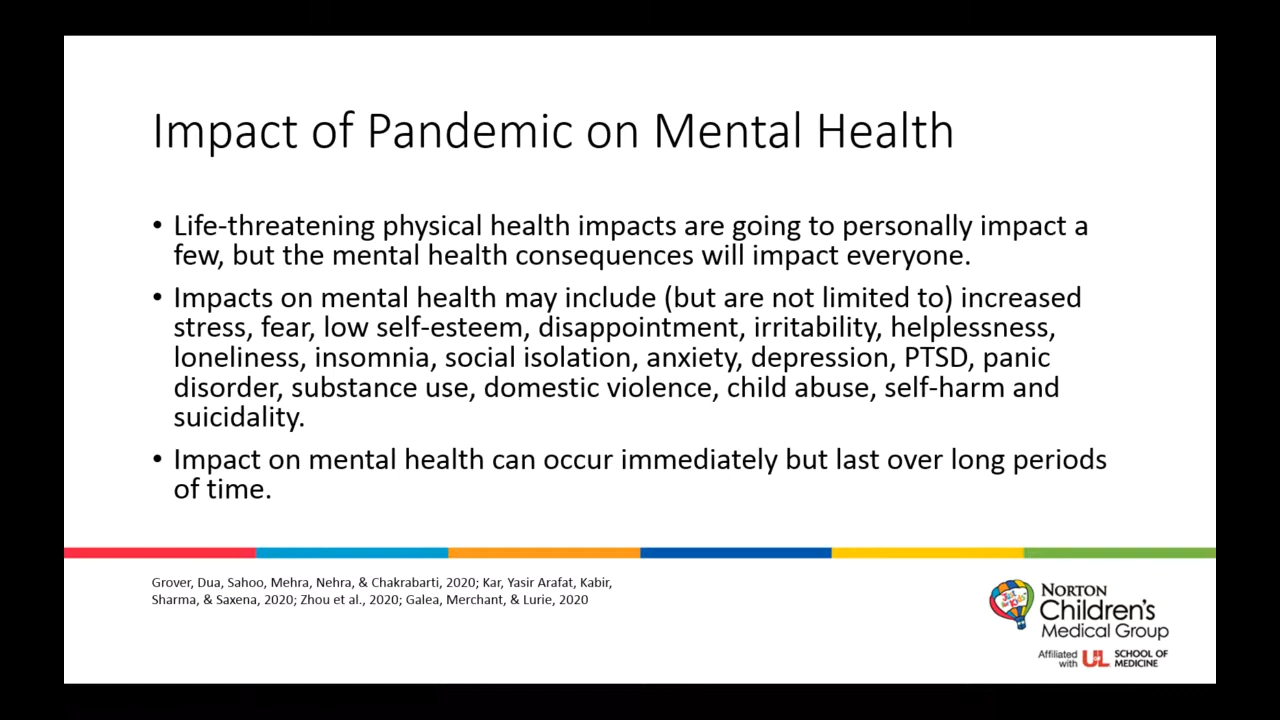 Impact of Pandemic on Mental Health
• Life-threatening physical health impacts are going to personally impact a
few, but the mental health consequences will impact everyone.
• Impacts on mental health may include (but are not limited to) increased
stress, fear, low self-esteem, disappointment, irritability, helplessness,
loneliness, insomnia, social isolation, anxiety, depression, PTSD, panic
disorder, substance use, domestic violence, child abuse, self-harm and
suicidality.
• Impact on mental health can occur immediately but last over long periods
of time.
Grover, Dua, Sahoo, Mehra, Nehra, & Chakrabarti, 2020; Kar, Yasir Arafat, Kabir,
Sharma, & Saxena, 2020; Zhou et al., 2020; Galea, Merchant, & Lurie, 2020
Just
for Kids
NORTON
Children's
Medical Group
Affiliated
with
UL
SCHOOL OF
MEDICINE